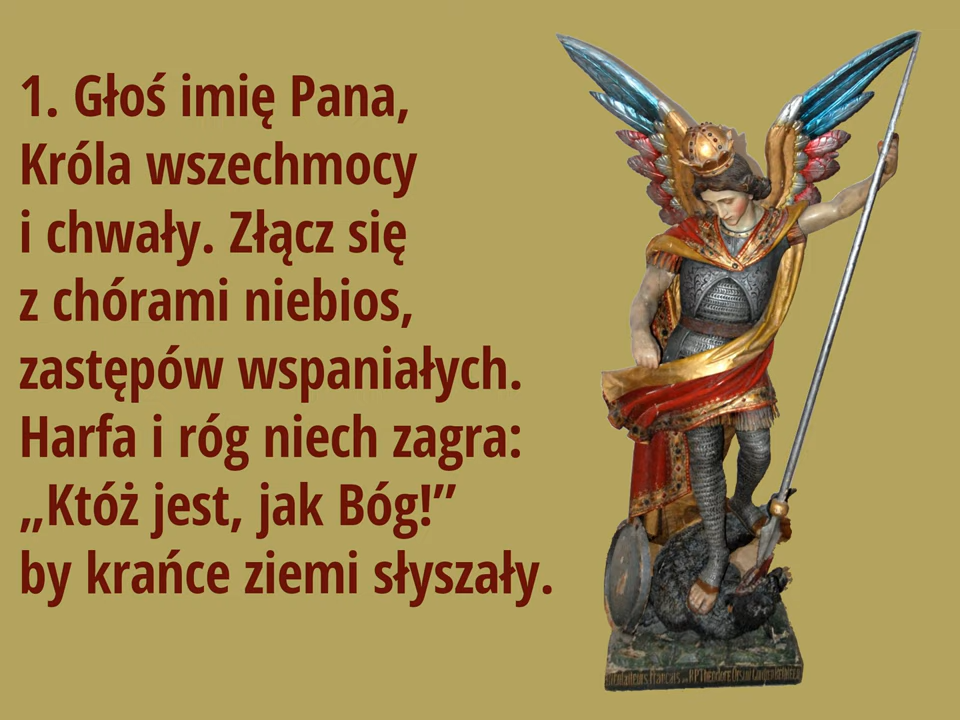 1. Głoś imię Pana,
Króla wszechmocy
i chwały. Złącz się
z chórami niebios,
zastępów wspaniałych.
Harfa i róg niech zagra:
„Któż jest, jak Bóg!”
by krańce ziemi słyszały.